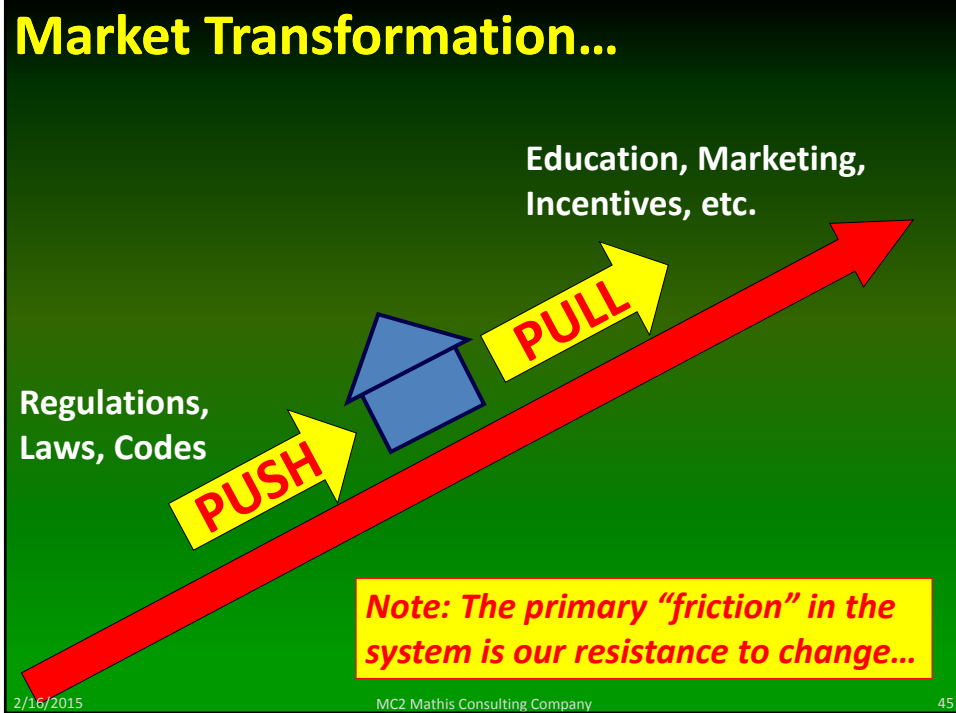 Market Transformation…
Education, Marketing,
Incentives, etc.
PULL
Regulations,
Laws, Codes
PUSH
Note: The primary “friction” in the
system is our resistance to change…
2/16/2015
MC2 Mathis Consulting Company
45